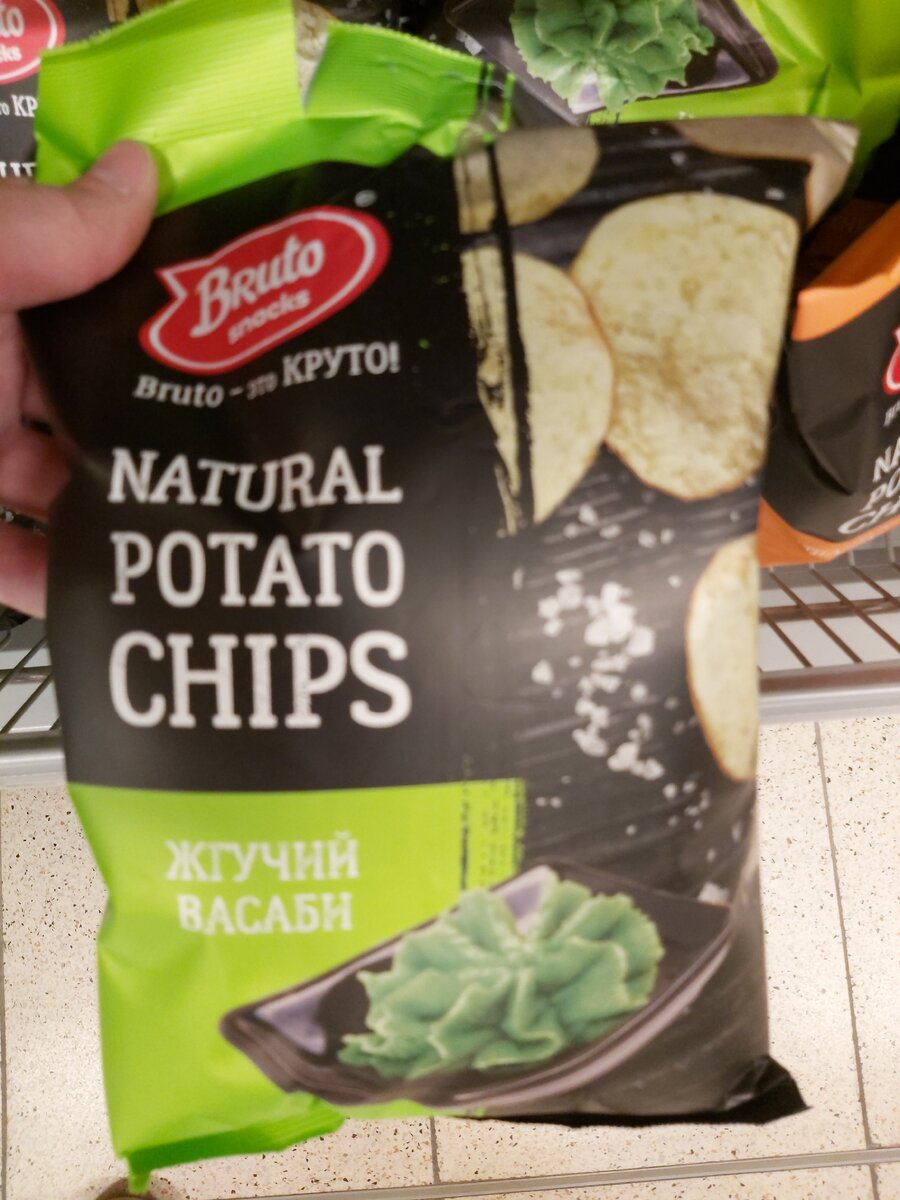 Bruto
snacks
Bruto – это КРУТО!
NATURAL
POTATO
CHIPS
ЖГУЧИЙ
ВАСАБИ